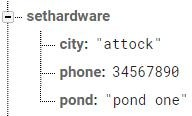 sethardware
city: "attock"
phone: 34567890
pond: "pond one"